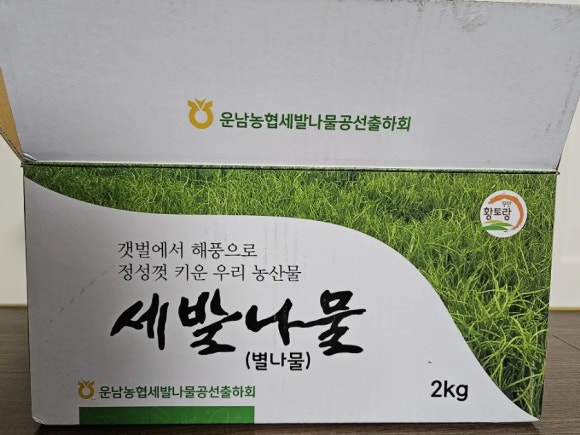 운남농협세발나물공선출하회
무안
황토랑
갯벌에서 해풍으로
정성껏 키운 우리 농산물
세발나물
(별나물)
운남농협세발나물공선출하회
2kg